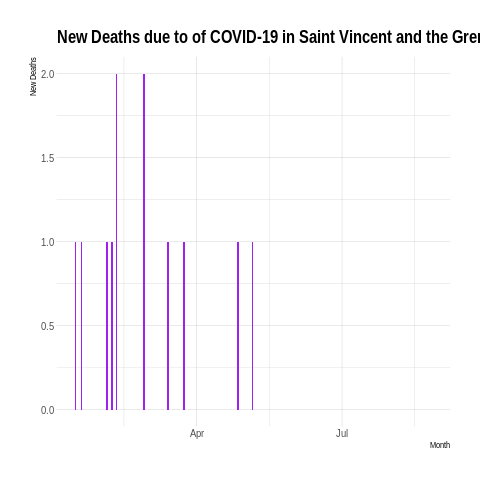 New Deaths due to of COVID-19 in Saint Vincent and the Gren
New Deaths
2.0
1.5
1.0
0.5
0.0
Apr Jul
Month